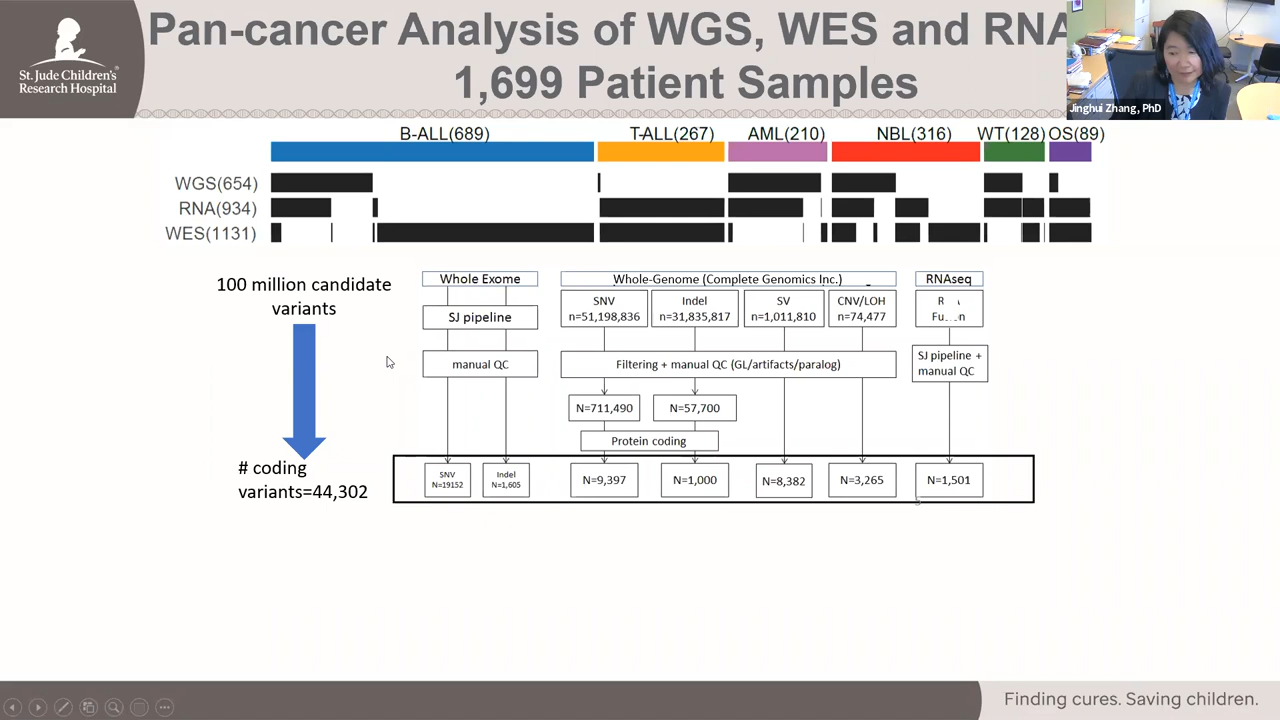 Pan-cancer Analysis of WGS, WES and RNA
1,699 Patient Samples
St. Jude Children's
Research Hospital
Jinghui Zhang, PhD
B-ALL(689) T-ALL(267) AML(210) NBL(316) WT(128) OS(89)
WGS(654)
RNA(934)
WES(1131)
100 million candidate
variants
# coding
variants=44,302
Whole Exome
SJ pipeline
manual QC
SNV
N=19152
Indel
N=1,605
Whole-Genome (Complete Genomics Inc.)
SNV
n=51,198,836
Indel
n=31,835,817
SV
n=1,011,810
CNV/LOH
n=74,477
Filtering + manual QC (GL/artifacts/paralog)
N=711,490
N=57,700
Protein coding
N=9,397
N=1,000
N=8,382
N=3,265
RNAseq
SJ pipeline +
manual QC
N=1,501
Finding cures. Saving children.